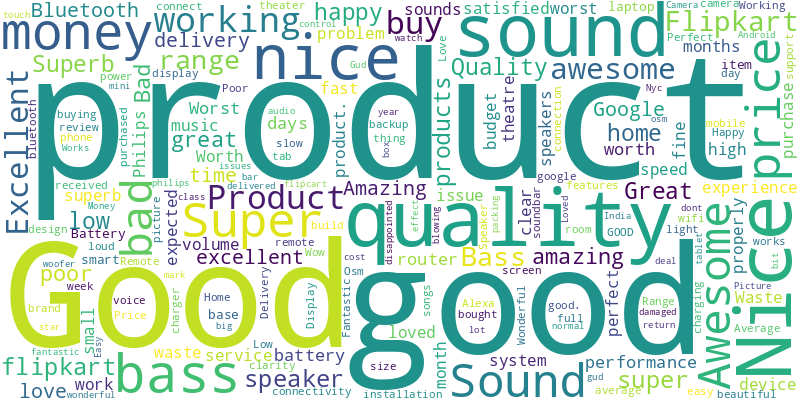 touch
Bluetooth
connect
theater
control
sounds
satisfied
worst
laptop
Camera
camera
Working
money
working
happy
buy
sound
Flipkart
Perfect
Android
delivery
problem
watch
Love
months
Superb
range
nice
Quality
awesome
item
support
power
display
Poor
Gud
fast
day
mini
product
Excellent
bluetooth
buying
review
phone
Works
purchased
Philips
Bad
Worst
music
great
Worth
time
audio
days
slow
tab
product.
year
backup
thing
box
products
budget
theatre
speakers
Google
home
worth
connection
osm
fine
speed
Nyc
mobile
Happy
high
price
purchase
received
superb
Money
low
Battery
bad
philips
class
issues
bar
delivered
flipcart
Product
Amazing
issue
google
features
Great
dont
experience
design
loud
smart
picture
expected
Super
volume
remote
build
quality
disappointed
effect
blowing
clear
Speaker
packing
soundbar
Loved
India
GOOD
room
light
wifi
properly
works
woofer
poor
Remote
excellent
Wow
cost
router
Bass
amazing
deal
tablet
bit
week
voice
charger
Home
base
big
Delivery
Display
Fantastic
Osm
good
screen
songs
Alexa
bought
lot
Wonderful
good.
full
normal
perfect
Range
damaged
return
charging
Picture
Waste
Awesome
Nice
Average
brand
star
Good
mark
Price
small
Easy
fantastic
waste
service
Low
battery
loved
month
size
system
performance
device
flipkart
bass
clarity
speaker
Sound
gud
super
love
work
wonderful
connectivity
installation
average
easy
beautiful